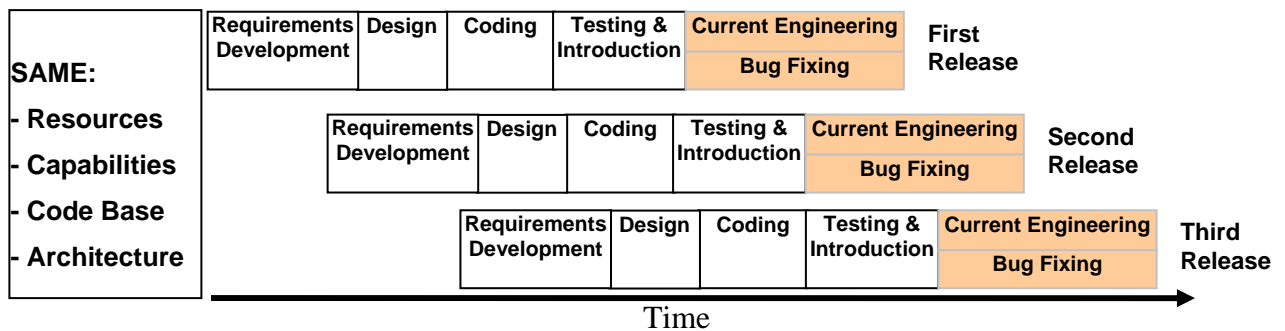 SAME:
- Resources
- Capabilities
- Code Base
- Architecture
Requirements
Development
Design
Coding
Testing &
Introduction
Current Engineering
Bug Fixing
First
Release
Requirements
Development
Design
Coding
Testing &
Introduction
Current Engineering
Bug Fixing
Second
Release
Requirements
Development
Design
Coding
Testing &
Introduction
Current Engineering
Bug Fixing
Third
Release
Time